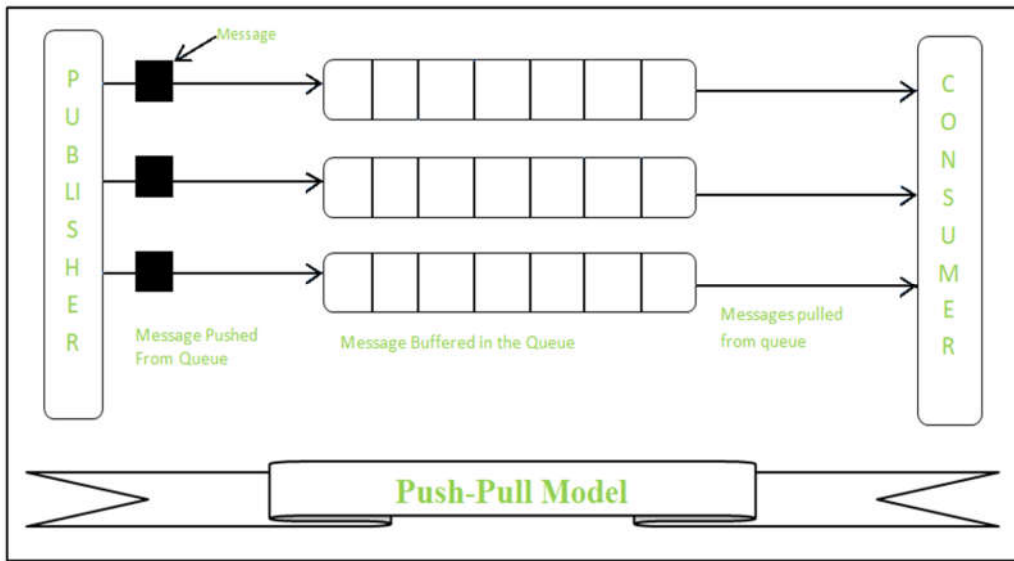 Message
P
U
B
LI
S
H
E
R
C
O
N
S
U
M
E
R
Message Pushed
From Queue
Message Buffered in the Queue
Messages pulled
from queue
Push-Pull Model